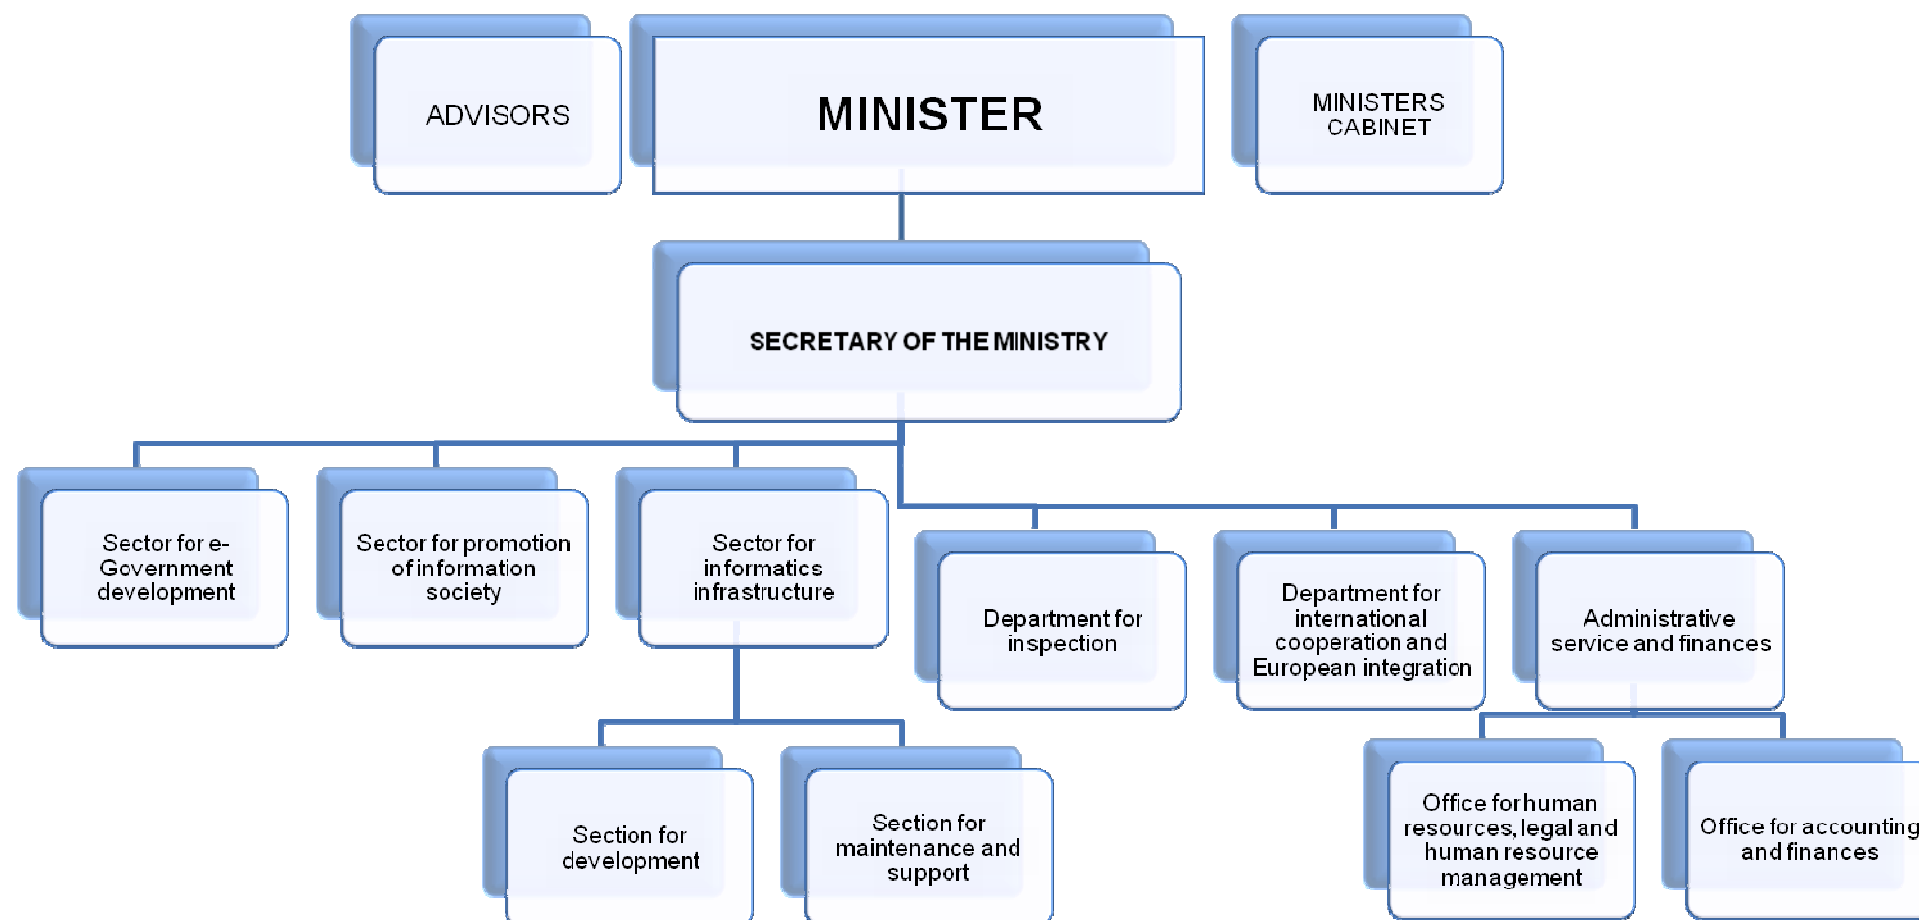 ADVISORS
MINISTER
MINISTERS
CABINET
SECRETARY OF THE MINISTRY
Sector for e-
Government
development
Sector for promotion
of information
society
Sector for
informatics
infrastructure
Department for
inspection
Department for
international
cooperation and
European integration
Administrative
service and finances
Section for
development
Section for
maintenance and
support
Office for human
resources, legal and
human resource
management
Office for accounting
and finances